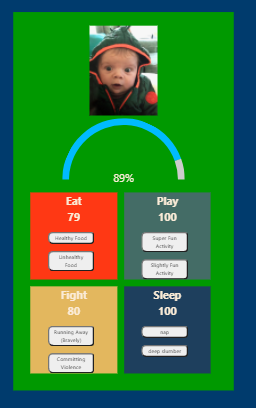 89%
Eat
79
Healthy Food
Unhealthy
Food
Play
100
Super Fun
Activity
Slightly Fun
Activity
Fight
80
Running Away
(Bravely)
Committing
Violence
Sleep
100
nap
deep slumber